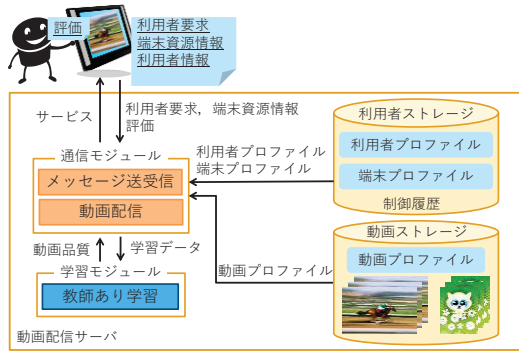 評価
利用者要求
端末資源情報
利用者情報
サービス
利用者要求，端末資源情報
評価
通信モジュール
メッセージ送受信
動画配信
利用者プロファイル
端末プロファイル
利用者ストレージ
利用者プロファイル
端末プロファイル
制御履歴
動画品質
学習データ
学習モジュール
教師あり学習
動画プロファイル
動画ストレージ
動画プロファイル
動画配信サーバ